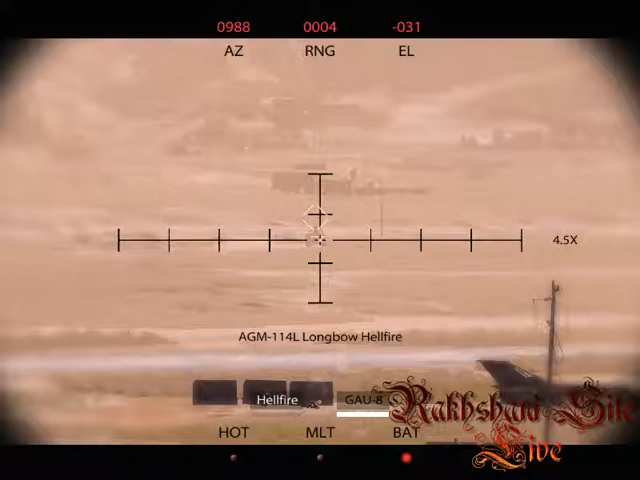 0988 0004 -031
AZ RNG EL
4.5X
AGM-114L Longbow Hellfire
Hellfire GAU-8
Rakhshani Site
Live
HOT MLT BAT